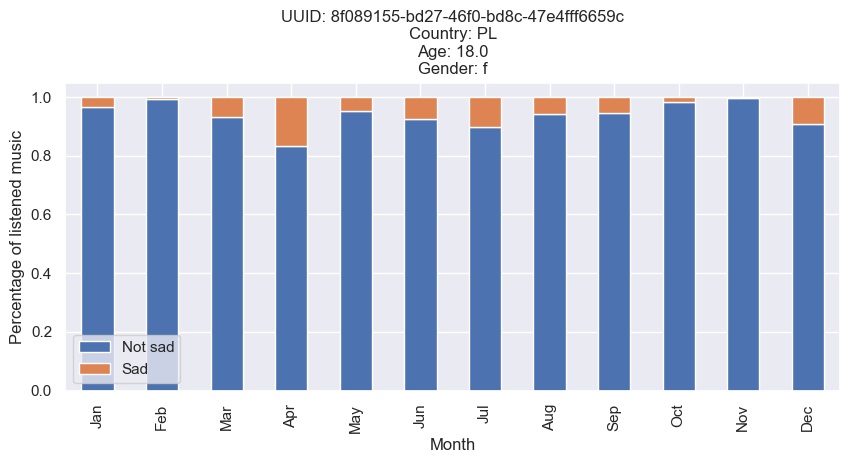 UUID: 8f089155-bd27-46f0-bd8c-47e4fff6659c
Country: PL
Age: 18.0
Gender: f
Percentage of listened music
1.0
0.8
0.6
0.4
0.2
0.0
Not sad
Sad
Jan Feb Mar Apr May Jun Jul Aug Sep Oct Nov Dec
Month